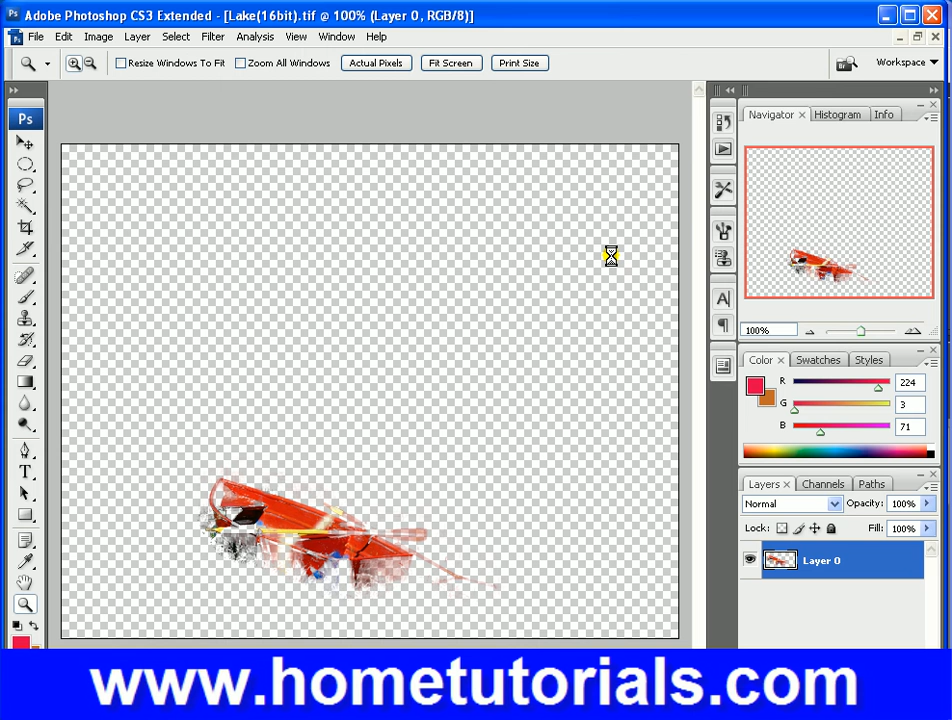 Adobe Photoshop CS3 Extended - [Lake(16bit).tif @ 100% (Layer 0, RGB/8)]
File Edit Image Layer Select Filter Analysis View Window Help
Resize Windows To Fit Zoom All Windows Actual Pixels Fit Screen Print Size Workspace
Ps
Navigator × Histogram Info
100%
Color × Swatches Styles
R 224
G 3
B 71
Layers × Channels Paths
Normal Opacity: 100%
Lock: Fill: 100%
Layer 0
T
A
www.hometutorials.com